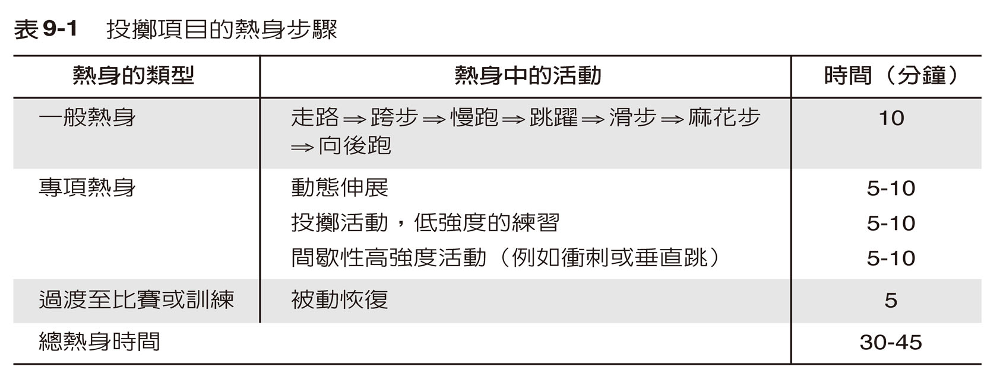 表9-1 投擲項目的熱身步驟
熱身的類型 熱身中的活動 時間（分鐘）
一般熱身 走路⇒跨步⇒慢跑⇒跳躍⇒滑步⇒麻花步 10
⇒向後跑
專項熱身 動態伸展 5-10
投擲活動，低強度的練習 5-10
間歇性高強度活動（例如衝刺或垂直跳） 5-10
過渡至比賽或訓練 被動恢復 5
總熱身時間 30-45